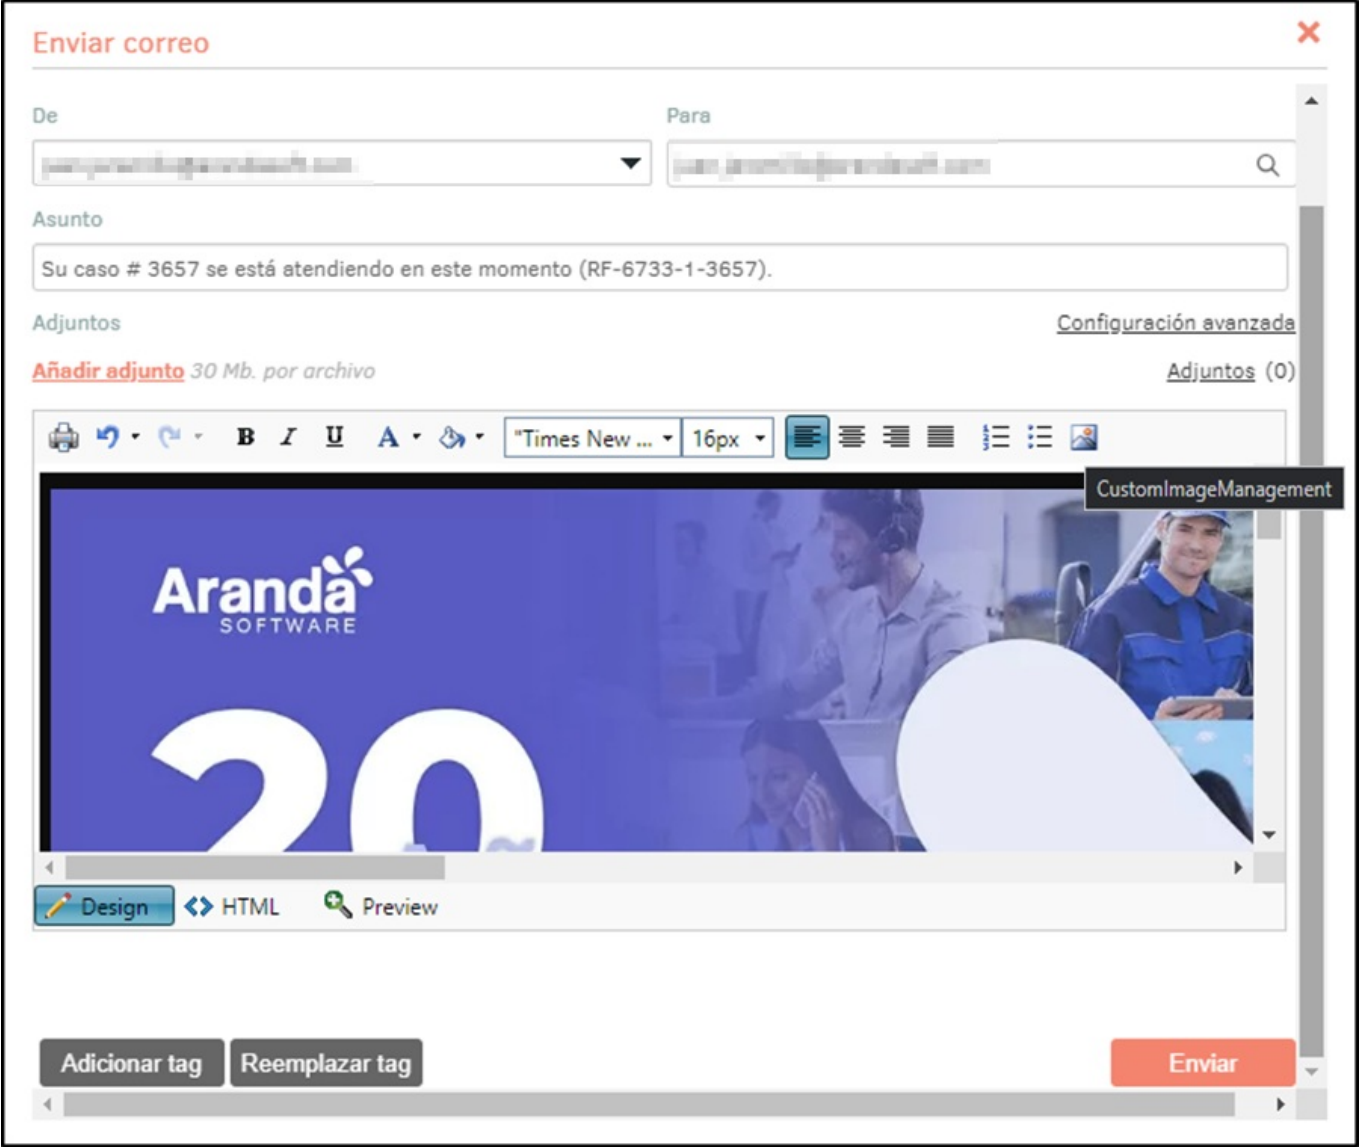 Enviar correo
De
Para
Asunto
Su caso # 3657 se está atendiendo en este momento (RF-6733-1-3657).
Adjuntos
Configuración avanzada
Añadir adjunto 30 Mb. por archivo
Adjuntos (0)
B I U A "Times New ... 16px
CustomImageManagement
Aranda
SOFTWARE
20
Design HTML Preview
Adicionar tag Reemplazar tag Enviar